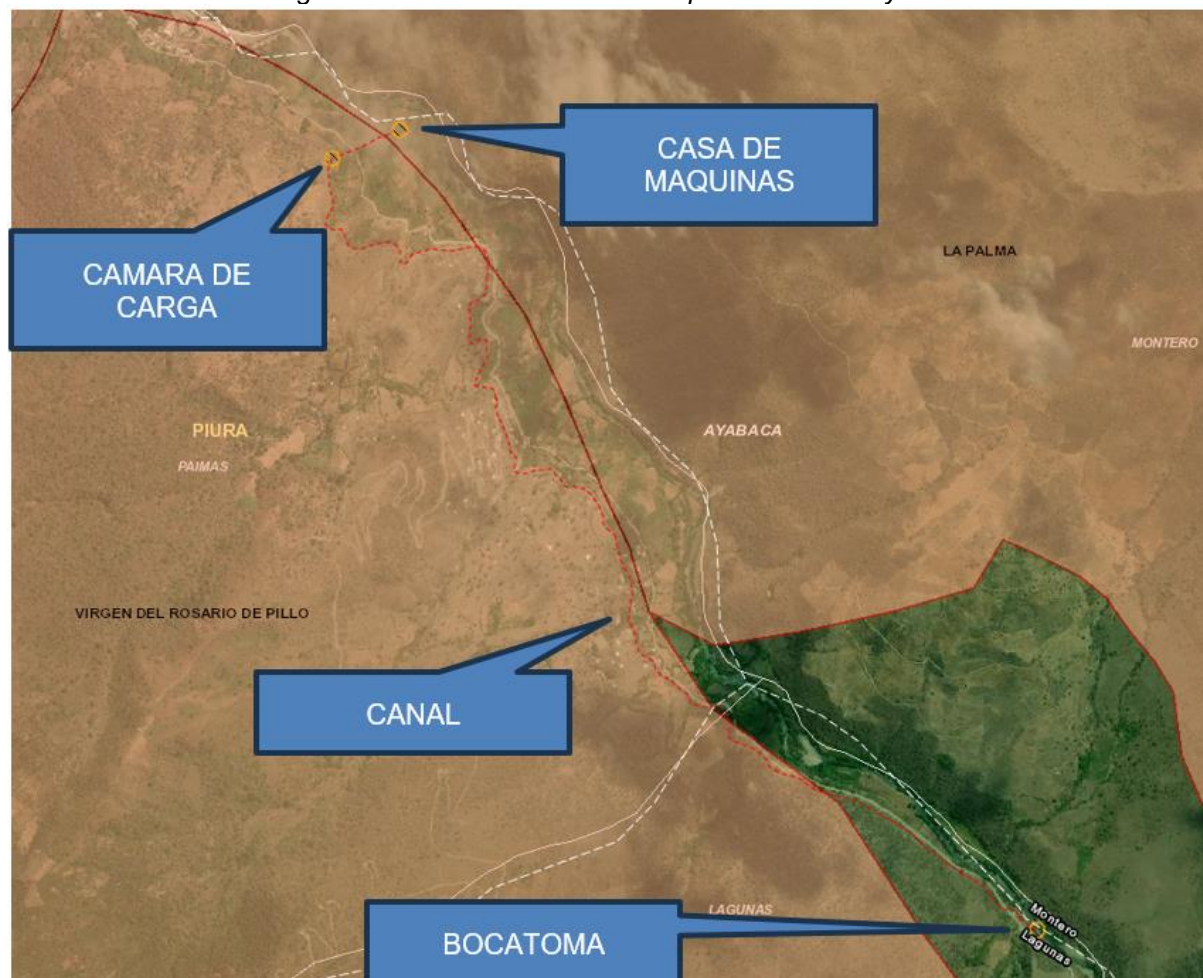 CASA DE
MAQUINAS
CAMARA DE
CARGA
LA PALMA
MONTERO
PIURA
AYABACA
PAIMAS
VIRGEN DEL ROSARIO DE PILLO
CANAL
LAGUNAS
BOCATOMA
Montero
Lagunas